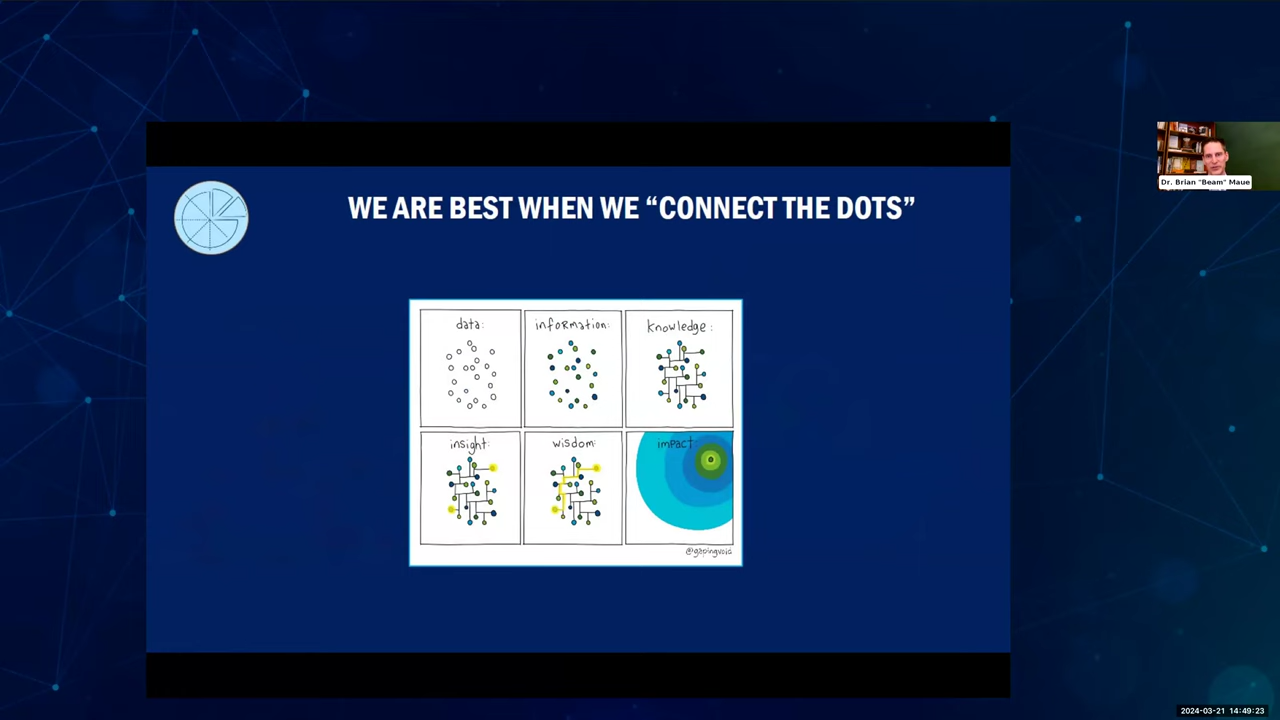 WE ARE BEST WHEN WE “CONNECT THE DOTS”
data:
information:
knowledge:
insight:
wisdom:
impact:
@gapingvoid
Dr. Brian "Beam" Maue
2024-03-21 14:49:23